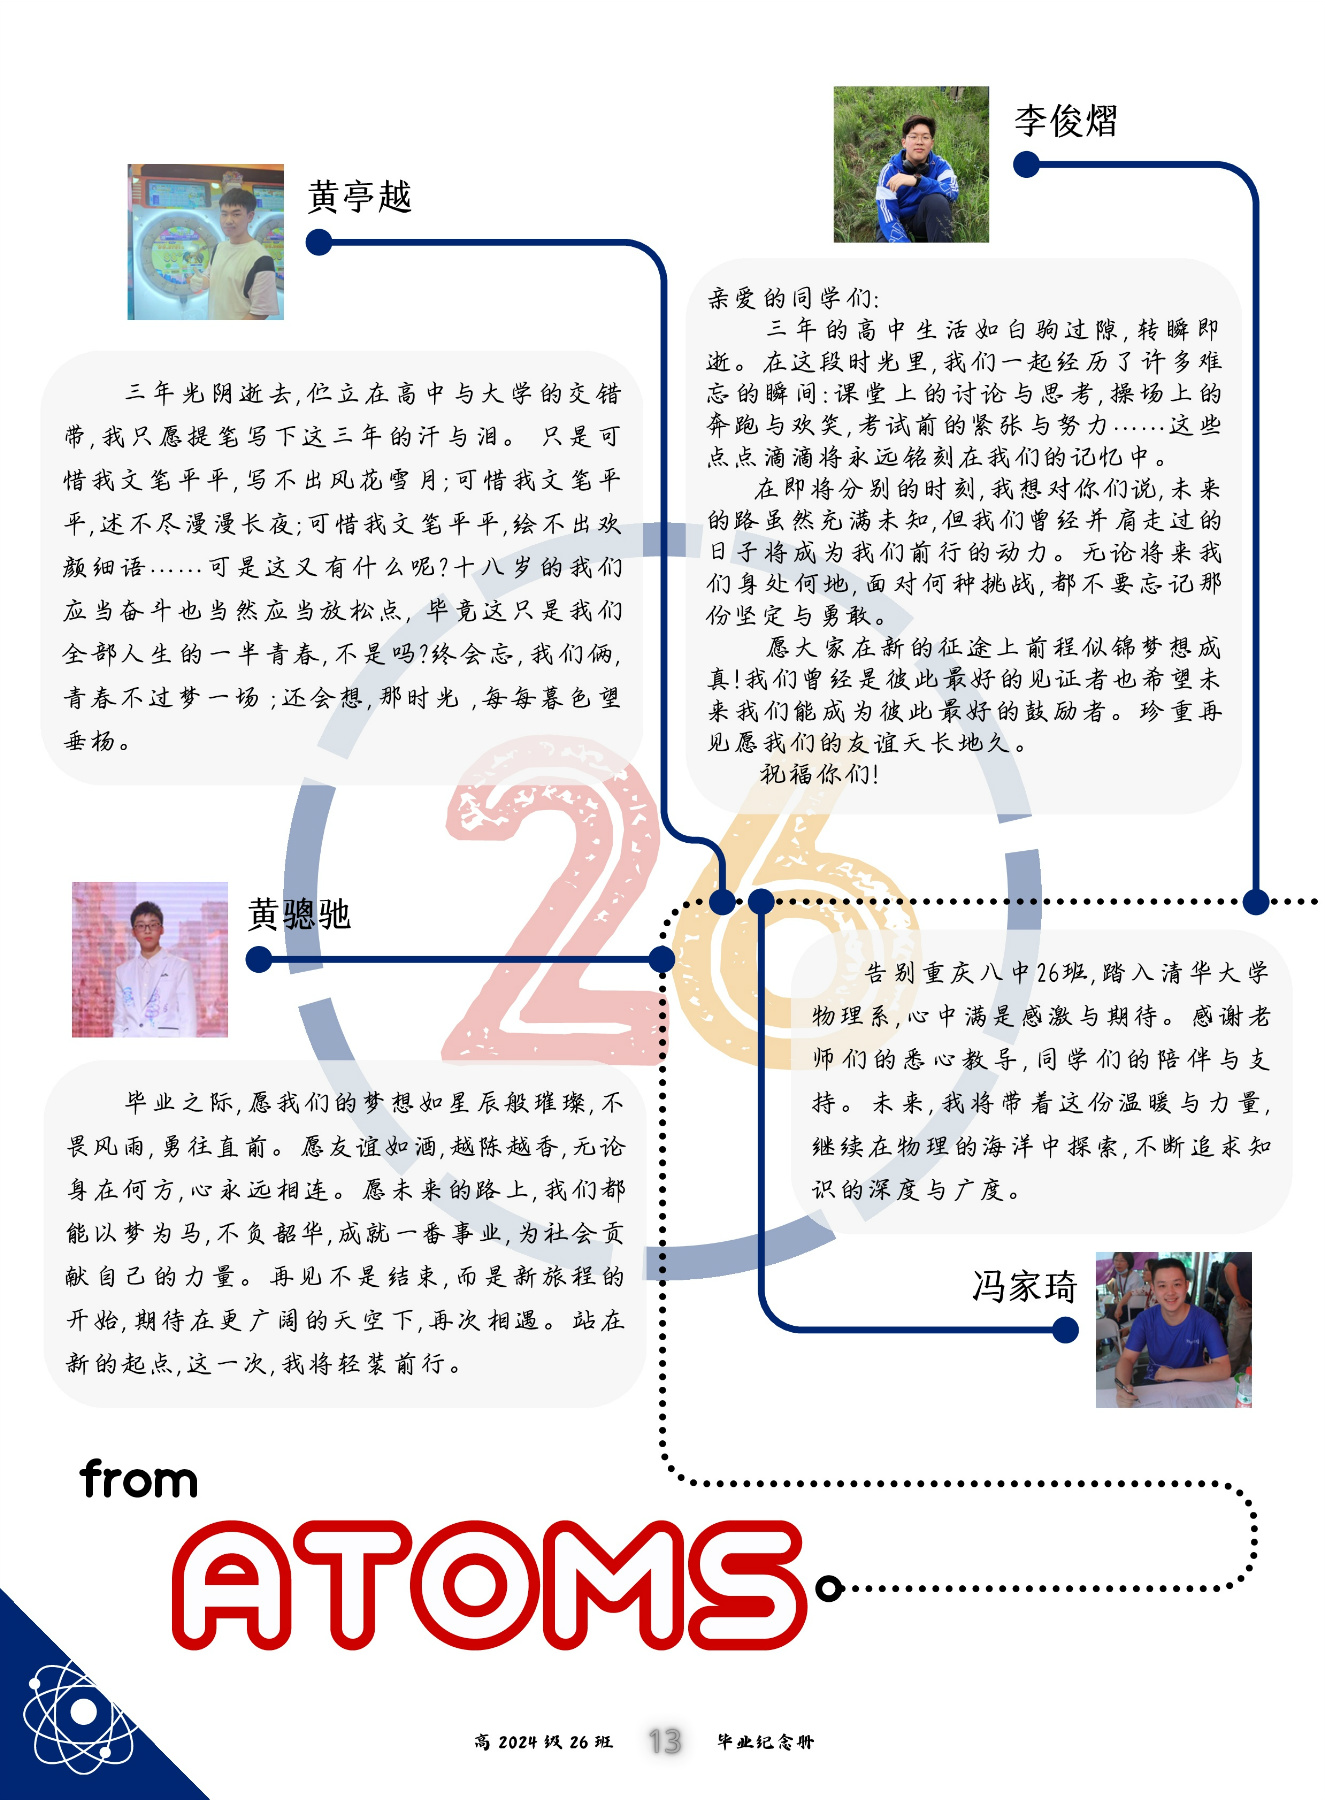 黄亭越
三年光阴逝去,伫立在高中与大学的交错
带,我只愿提笔写下这三年的汗与泪。 只是可
惜我文笔平平,写不出风花雪月;可惜我文笔平
平,述不尽漫漫长夜;可惜我文笔平平,绘不出欢
颜细语……可是这又有什么呢?十八岁的我们
应当奋斗也当然应当放松点, 毕竟这只是我们
全部人生的一半青春,不是吗?终会忘,我们俩,
青春不过梦一场 ;还会想,那时光 ,每每暮色望
垂杨。
李俊熠
亲爱的同学们:
三年的高中生活如白驹过隙,转瞬即
逝。在这段时光里,我们一起经历了许多难
忘的瞬间:课堂上的讨论与思考,操场上的
奔跑与欢笑,考试前的紧张与努力……这些
点点滴滴将永远铭刻在我们的记忆中。
在即将分别的时刻,我想对你们说,未来
的路虽然充满未知,但我们曾经并肩走过的
日子将成为我们前行的动力。无论将来我
们身处何地,面对何种挑战,都不要忘记那
份坚定与勇敢。
愿大家在新的征途上前程似锦梦想成
真!我们曾经是彼此最好的见证者也希望未
来我们能成为彼此最好的鼓励者。珍重再
见愿我们的友谊天长地久。
祝福你们!
26
黄骢驰
毕业之际,愿我们的梦想如星辰般璀璨,不
畏风雨,勇往直前。愿友谊如酒,越陈越香,无论
身在何方,心永远相连。愿未来的路上,我们都
能以梦为马,不负韶华,成就一番事业,为社会贡
献自己的力量。再见不是结束,而是新旅程的
开始,期待在更广阔的天空下,再次相遇。站在
新的起点,这一次,我将轻装前行。
告别重庆八中26班,踏入清华大学
物理系,心中满是感激与期待。感谢老
师们的悉心教导,同学们的陪伴与支
持。未来,我将带着这份温暖与力量,
继续在物理的海洋中探索,不断追求知
识的深度与广度。
冯家琦
from
ATOMS
高 2024 级 26 班 13 毕业纪念册